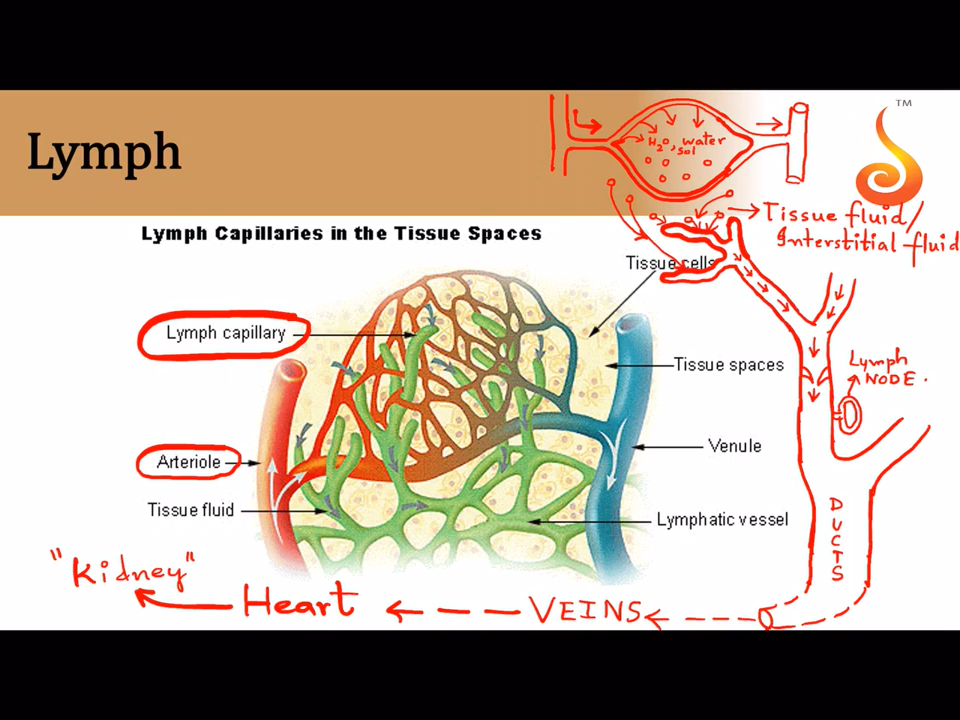 Lymph
TM
H2O, water
sol
Tissue fluid/
Interstitial fluid
Lymph Capillaries in the Tissue Spaces
Tissue cells
Lymph capillary
Tissue spaces
Lymph
NODE.
Arteriole
Venule
Tissue fluid
Lymphatic vessel
DUCTS
"Kidney"
Heart
VEINS